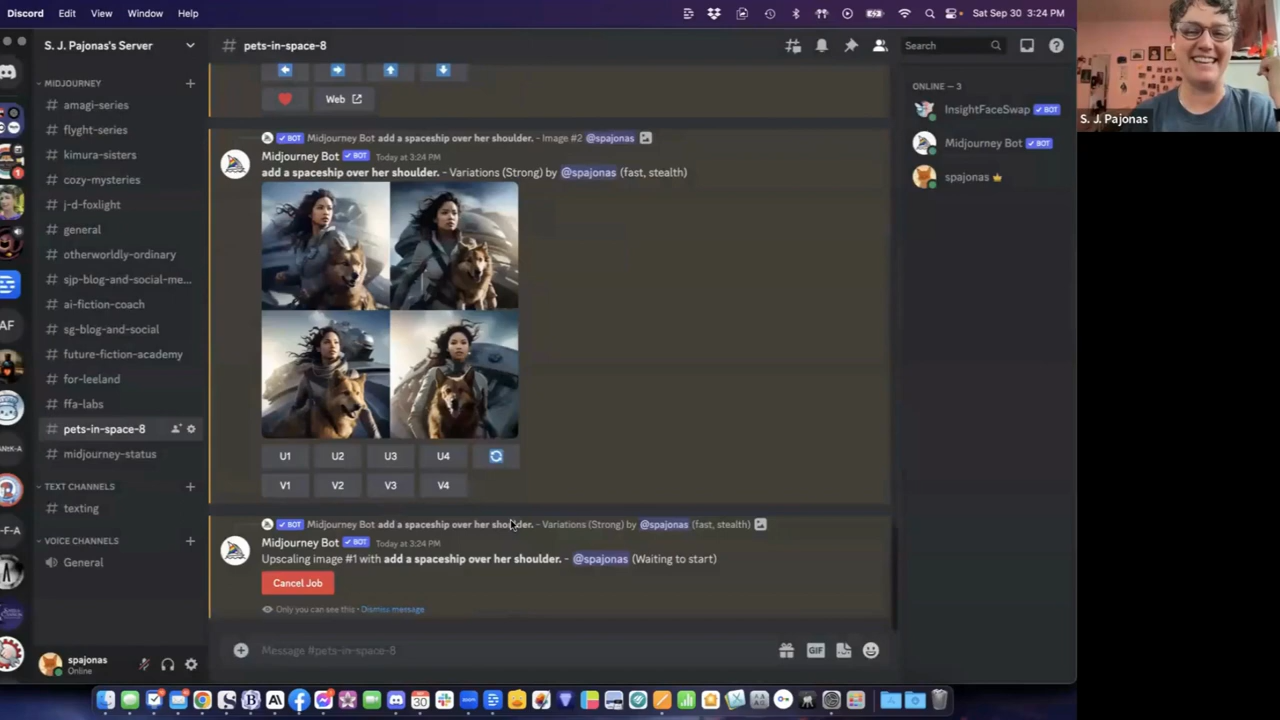 Discord Edit View Window Help Sat Sep 30 3:24 PM
S. J. Pajonas's Server
# pets-in-space-8
Search
S. J. Pajonas
MIDJOURNEY
# amagi-series
# flyght-series
# kimura-sisters
# cozy-mysteries
# j-d-foxlight
# general
# otherworldly-ordinary
# sjp-blog-and-social-me...
# ai-fiction-coach
# sg-blog-and-social
# future-fiction-academy
# for-leeland
# ffa-labs
# pets-in-space-8
# midjourney-status
TEXT CHANNELS
# texting
VOICE CHANNELS
General
spajonas
Online
AF
Web
BOT Midjourney Bot add a spaceship over her shoulder. - Image #2 @spajonas
Midjourney Bot BOT Today at 3:24 PM
add a spaceship over her shoulder. - Variations (Strong) by @spajonas (fast, stealth)
U1 U2 U3 U4
V1 V2 V3 V4
BOT Midjourney Bot add a spaceship over her shoulder. - Variations (Strong) by @spajonas (fast, stealth)
Midjourney Bot BOT Today at 3:24 PM
Upscaling image #1 with add a spaceship over her shoulder. - @spajonas (Waiting to start)
Cancel Job
Only you can see this • Dismiss message
Message #pets-in-space-8
GIF
ONLINE — 3
InsightFaceSwap BOT
Midjourney Bot BOT
spajonas
30